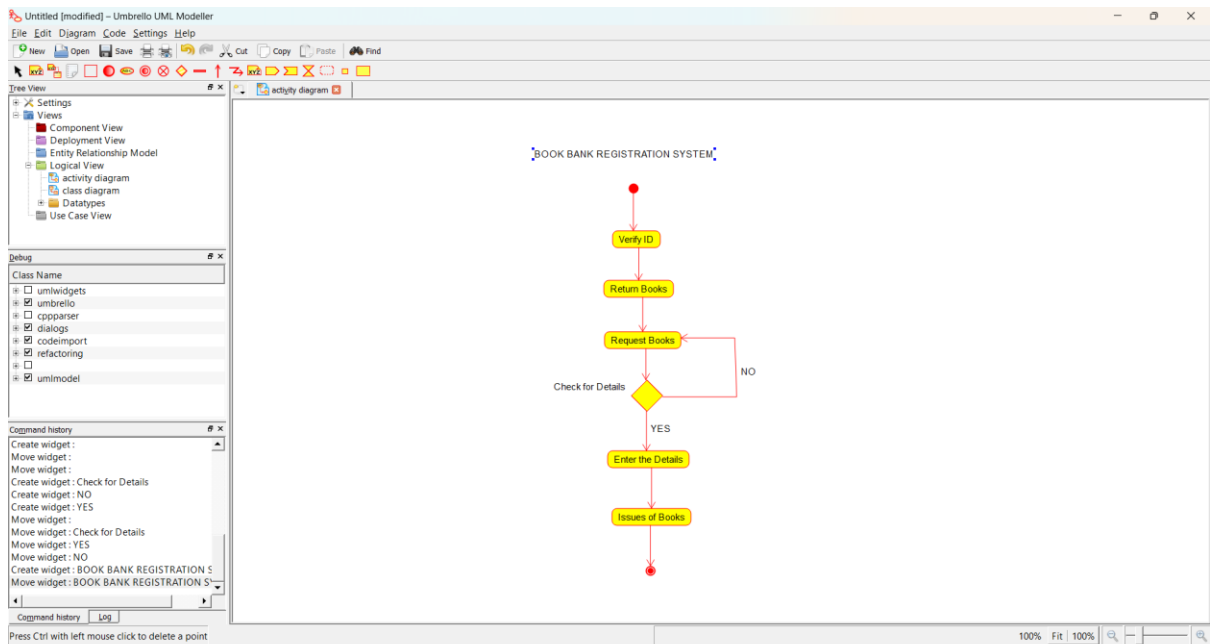 Untitled [modified] – Umbrello UML Modeller
File Edit Diagram Code Settings Help
New Open Save Cut Copy Paste Find
Tree View
activity diagram
Settings
Views
Component View
Deployment View
Entity Relationship Model
Logical View
activity diagram
class diagram
Datatypes
Use Case View
Debug
Class Name
umlwidgets
umbrello
cppparser
dialogs
codeimport
refactoring
umlmodel
Command history
Create widget :
Move widget :
Move widget :
Create widget : Check for Details
Create widget : NO
Create widget : YES
Move widget :
Move widget : Check for Details
Move widget : YES
Move widget : NO
Create widget : BOOK BANK REGISTRATION S
Move widget : BOOK BANK REGISTRATION S
Command history Log
Press Ctrl with left mouse click to delete a point
BOOK BANK REGISTRATION SYSTEM
Verify ID
Return Books
Request Books
NO
Check for Details
YES
Enter the Details
Issues of Books
100% Fit 100%